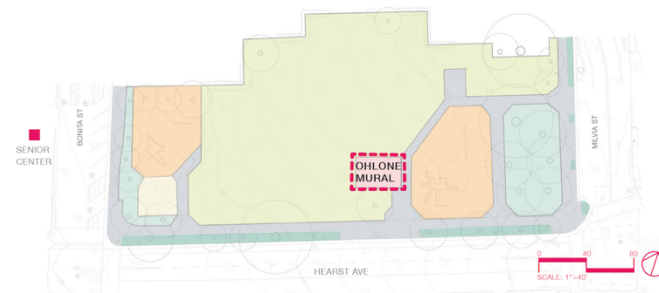 BONITA ST
SENIOR
CENTER
OHLONE
MURAL
MILVIA ST
HEARST AVE
0 40 80
SCALE: 1"=40'